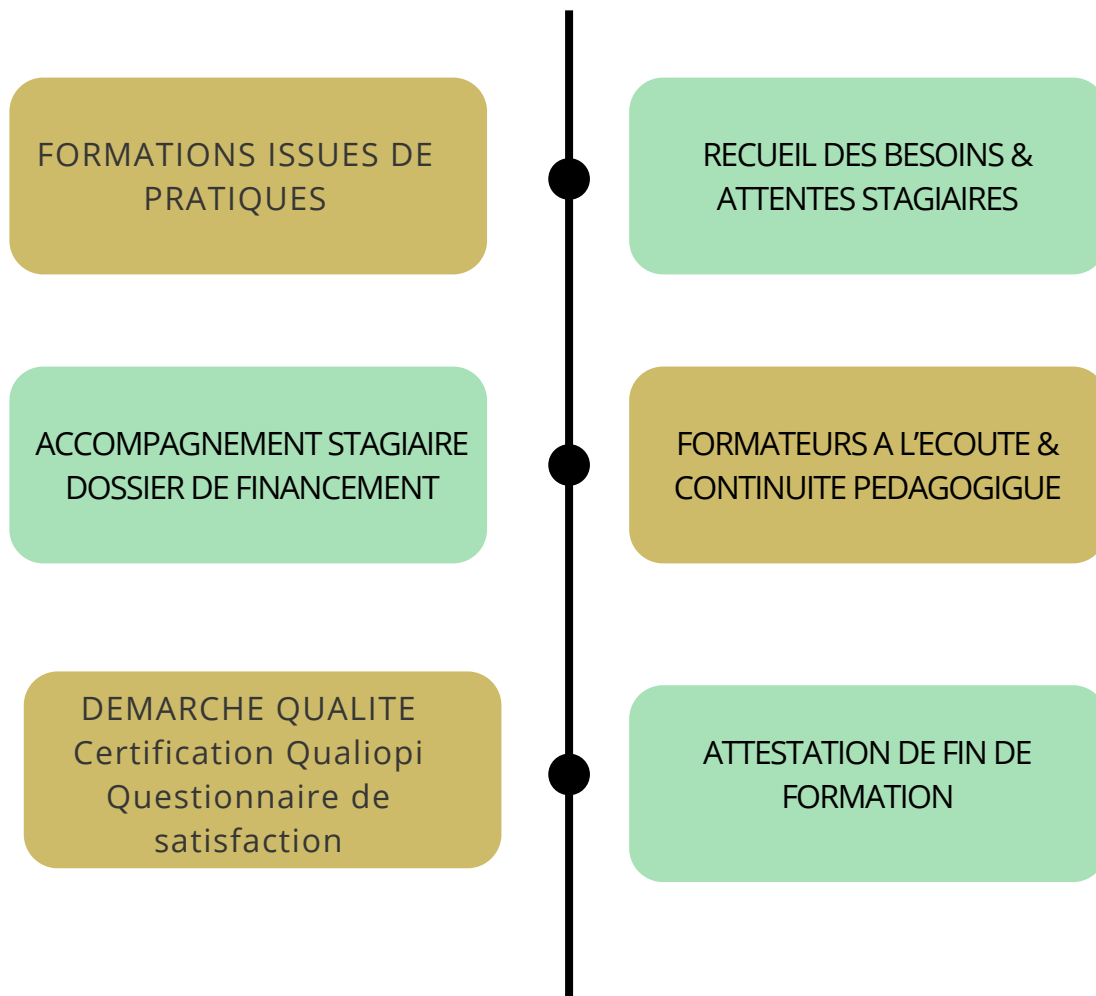 FORMATIONS ISSUES DE
PRATIQUES
RECUEIL DES BESOINS &
ATTENTES STAGIAIRES
ACCOMPAGNEMENT STAGIAIRE
DOSSIER DE FINANCEMENT
FORMATEURS A L'ECOUTE &
CONTINUITE PEDAGOGIGUE
DEMARCHE QUALITE
Certification Qualiopi
Questionnaire de
satisfaction
ATTESTATION DE FIN DE
FORMATION